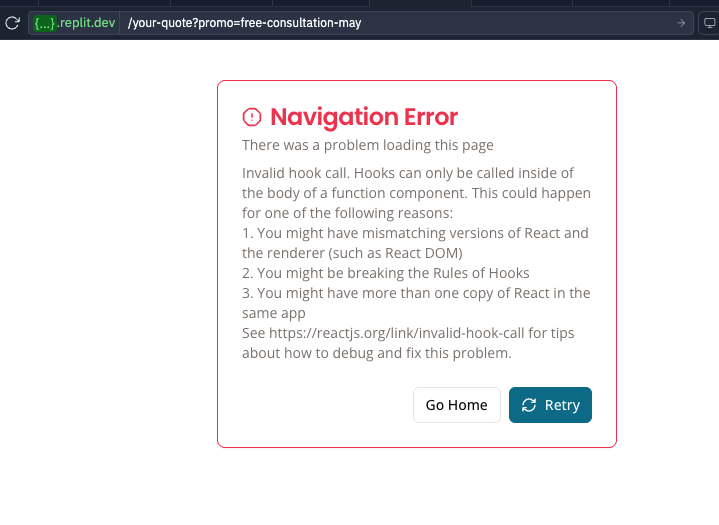 {...}.replit.dev /your-quote?promo=free-consultation-may
Navigation Error
There was a problem loading this page
Invalid hook call. Hooks can only be called inside of
the body of a function component. This could happen
for one of the following reasons:
1. You might have mismatching versions of React and
the renderer (such as React DOM)
2. You might be breaking the Rules of Hooks
3. You might have more than one copy of React in the
same app
See https://reactjs.org/link/invalid-hook-call for tips
about how to debug and fix this problem.
Go Home Retry